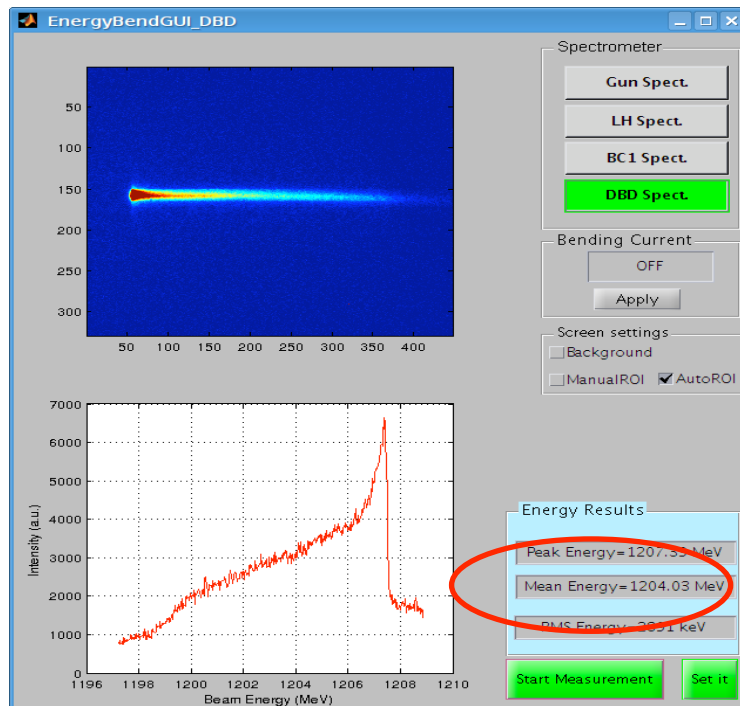 EnergyBendGUI_DBD
Spectrometer
Gun Spect.
LH Spect.
BC1 Spect.
DBD Spect.
Bending Current
OFF
Apply
Screen settings
Background
ManualROI
AutoROI
50
100
150
200
250
300
50 100 150 200 250 300 350 400
7000
6000
5000
4000
3000
2000
1000
0
Intensity (a.u.)
1196 1198 1200 1202 1204 1206 1208 1210
Beam Energy (MeV)
Energy Results
Peak Energy=1207. MeV
Mean Energy=1204.03 MeV
RMS Energy= keV
Start Measurement
Set it